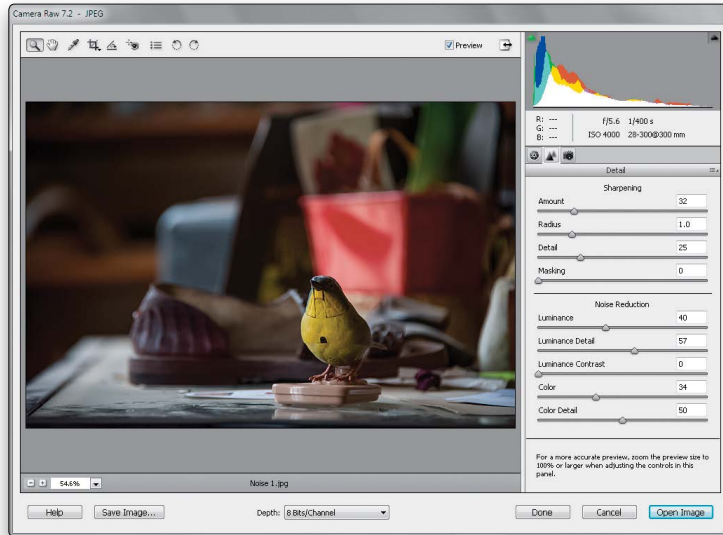 Camera Raw 7.2 - JPEG
Preview
R: ---
G: ---
B: ---
f/5.6 1/400 s
ISO 4000 28-300@300 mm
Detail
Sharpening
Amount 32
Radius 1.0
Detail 25
Masking 0
Noise Reduction
Luminance 40
Luminance Detail 57
Luminance Contrast 0
Color 34
Color Detail 50
For a more accurate preview, zoom the preview size to
100% or larger when adjusting the controls in this
panel.
54.6% Noise 1.jpg
Help Save Image... Depth: 8 Bits/Channel Done Cancel Open Image